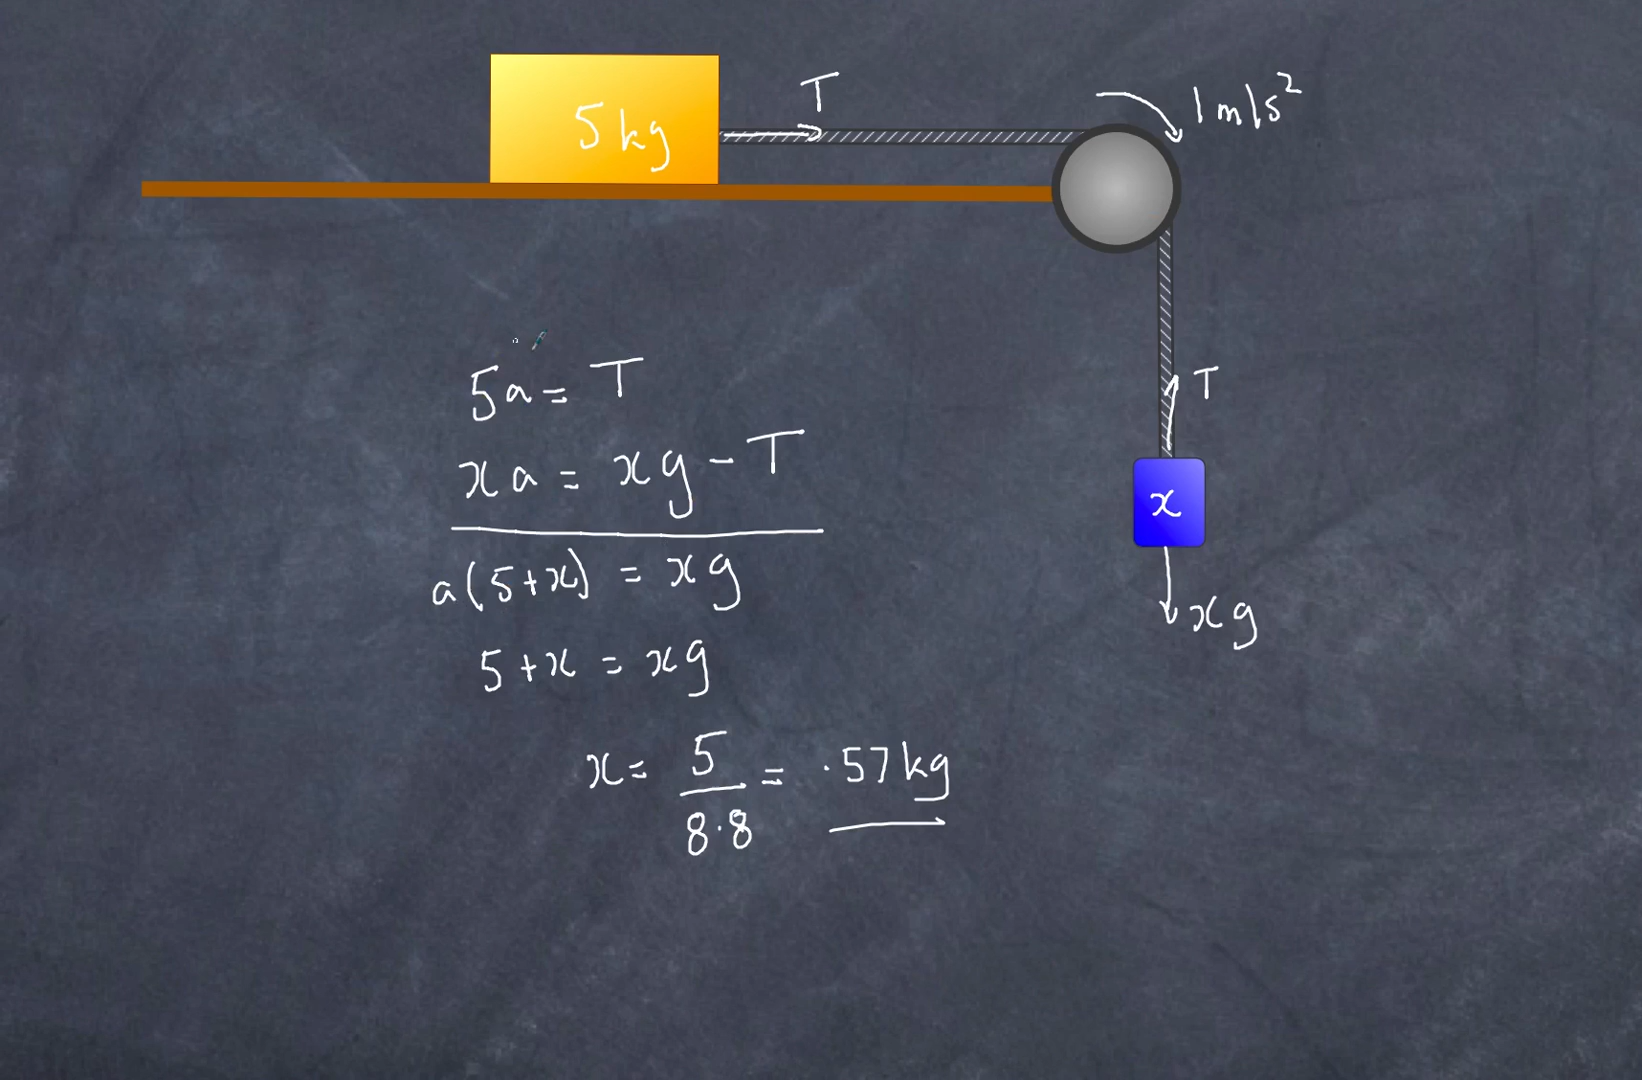 T
1 m/s²
5 kg
T
5a = T
xa = xg - T
x
a(5+x) = xg
xg
5 + x = xg
x = 5/8.8 = .57 kg